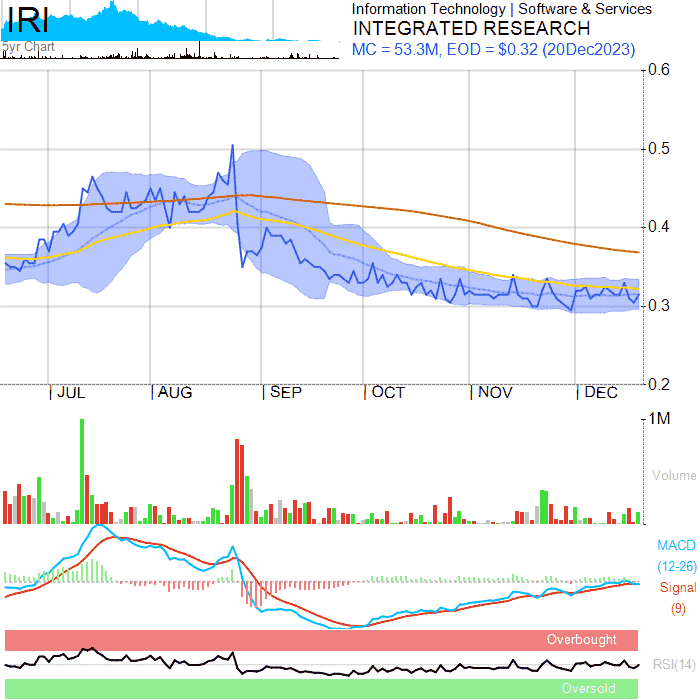 IRI
5yr Chart
Information Technology | Software & Services
INTEGRATED RESEARCH
MC = 53.3M, EOD = $0.32 (20Dec2023)
0.6
0.5
0.4
0.3
0.2
| JUL | AUG | SEP | OCT | NOV | DEC
1M
Volume
MACD
(12-26)
Signal
(9)
Overbought
RSI(14)
Oversold